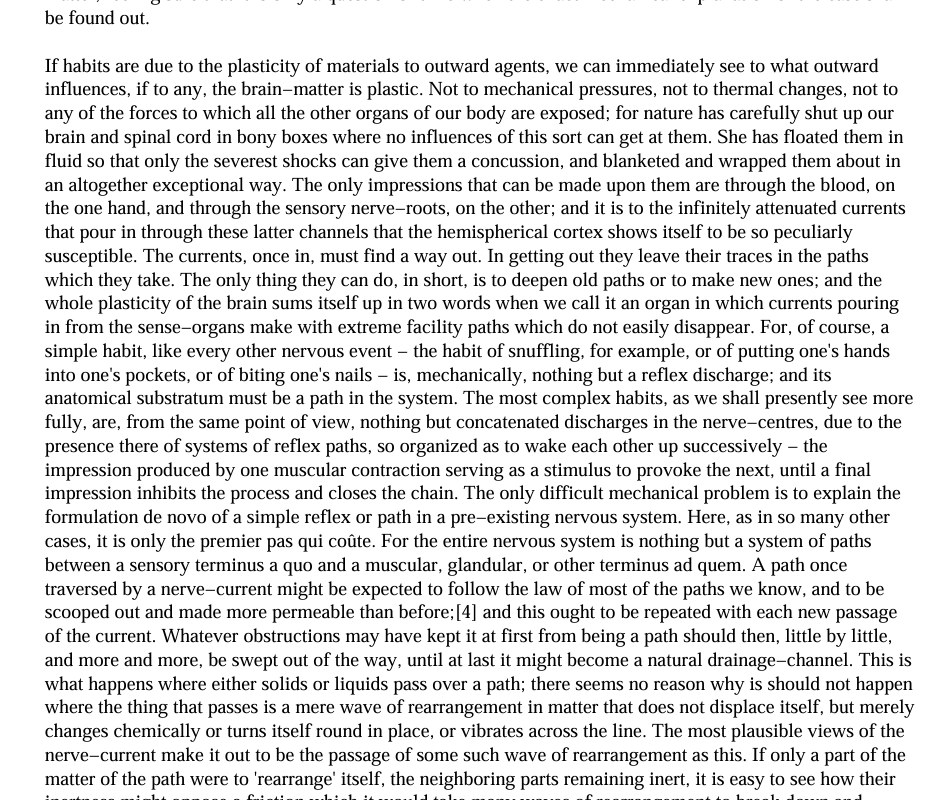 be found out.
If habits are due to the plasticity of materials to outward agents, we can immediately see to what outward
influences, if to any, the brain−matter is plastic. Not to mechanical pressures, not to thermal changes, not to
any of the forces to which all the other organs of our body are exposed; for nature has carefully shut up our
brain and spinal cord in bony boxes where no influences of this sort can get at them. She has floated them in
fluid so that only the severest shocks can give them a concussion, and blanketed and wrapped them about in
an altogether exceptional way. The only impressions that can be made upon them are through the blood, on
the one hand, and through the sensory nerve−roots, on the other; and it is to the infinitely attenuated currents
that pour in through these latter channels that the hemispherical cortex shows itself to be so peculiarly
susceptible. The currents, once in, must find a way out. In getting out they leave their traces in the paths
which they take. The only thing they can do, in short, is to deepen old paths or to make new ones; and the
whole plasticity of the brain sums itself up in two words when we call it an organ in which currents pouring
in from the sense−organs make with extreme facility paths which do not easily disappear. For, of course, a
simple habit, like every other nervous event − the habit of snuffling, for example, or of putting one's hands
into one's pockets, or of biting one's nails − is, mechanically, nothing but a reflex discharge; and its
anatomical substratum must be a path in the system. The most complex habits, as we shall presently see more
fully, are, from the same point of view, nothing but concatenated discharges in the nerve−centres, due to the
presence there of systems of reflex paths, so organized as to wake each other up successively − the
impression produced by one muscular contraction serving as a stimulus to provoke the next, until a final
impression inhibits the process and closes the chain. The only difficult mechanical problem is to explain the
formulation de novo of a simple reflex or path in a pre−existing nervous system. Here, as in so many other
cases, it is only the premier pas qui coûte. For the entire nervous system is nothing but a system of paths
between a sensory terminus a quo and a muscular, glandular, or other terminus ad quem. A path once
traversed by a nerve−current might be expected to follow the law of most of the paths we know, and to be
scooped out and made more permeable than before;[4] and this ought to be repeated with each new passage
of the current. Whatever obstructions may have kept it at first from being a path should then, little by little,
and more and more, be swept out of the way, until at last it might become a natural drainage−channel. This is
what happens where either solids or liquids pass over a path; there seems no reason why is should not happen
where the thing that passes is a mere wave of rearrangement in matter that does not displace itself, but merely
changes chemically or turns itself round in place, or vibrates across the line. The most plausible views of the
nerve−current make it out to be the passage of some such wave of rearrangement as this. If only a part of the
matter of the path were to 'rearrange' itself, the neighboring parts remaining inert, it is easy to see how their